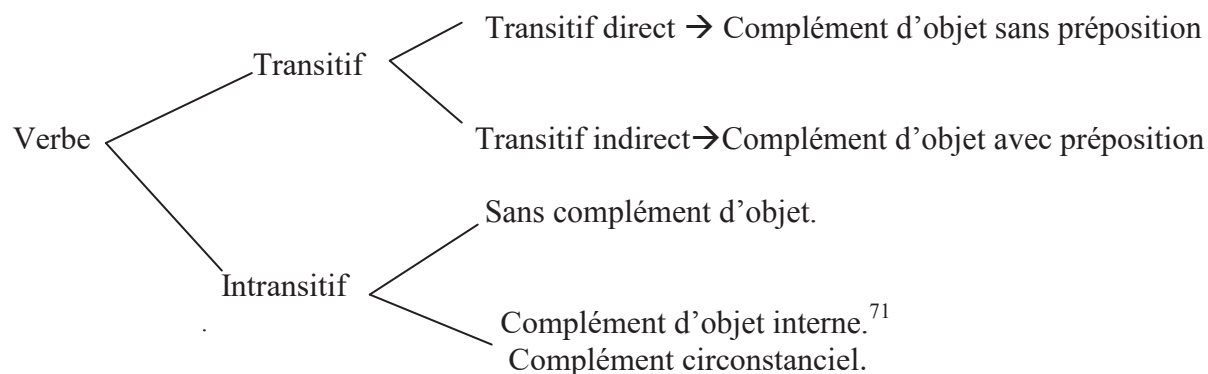 Transitif direct → Complément d’objet sans préposition
Transitif
Verbe
Transitif indirect→Complément d’objet avec préposition
Sans complément d’objet.
Intransitif
Complément d’objet interne.71
Complément circonstanciel.